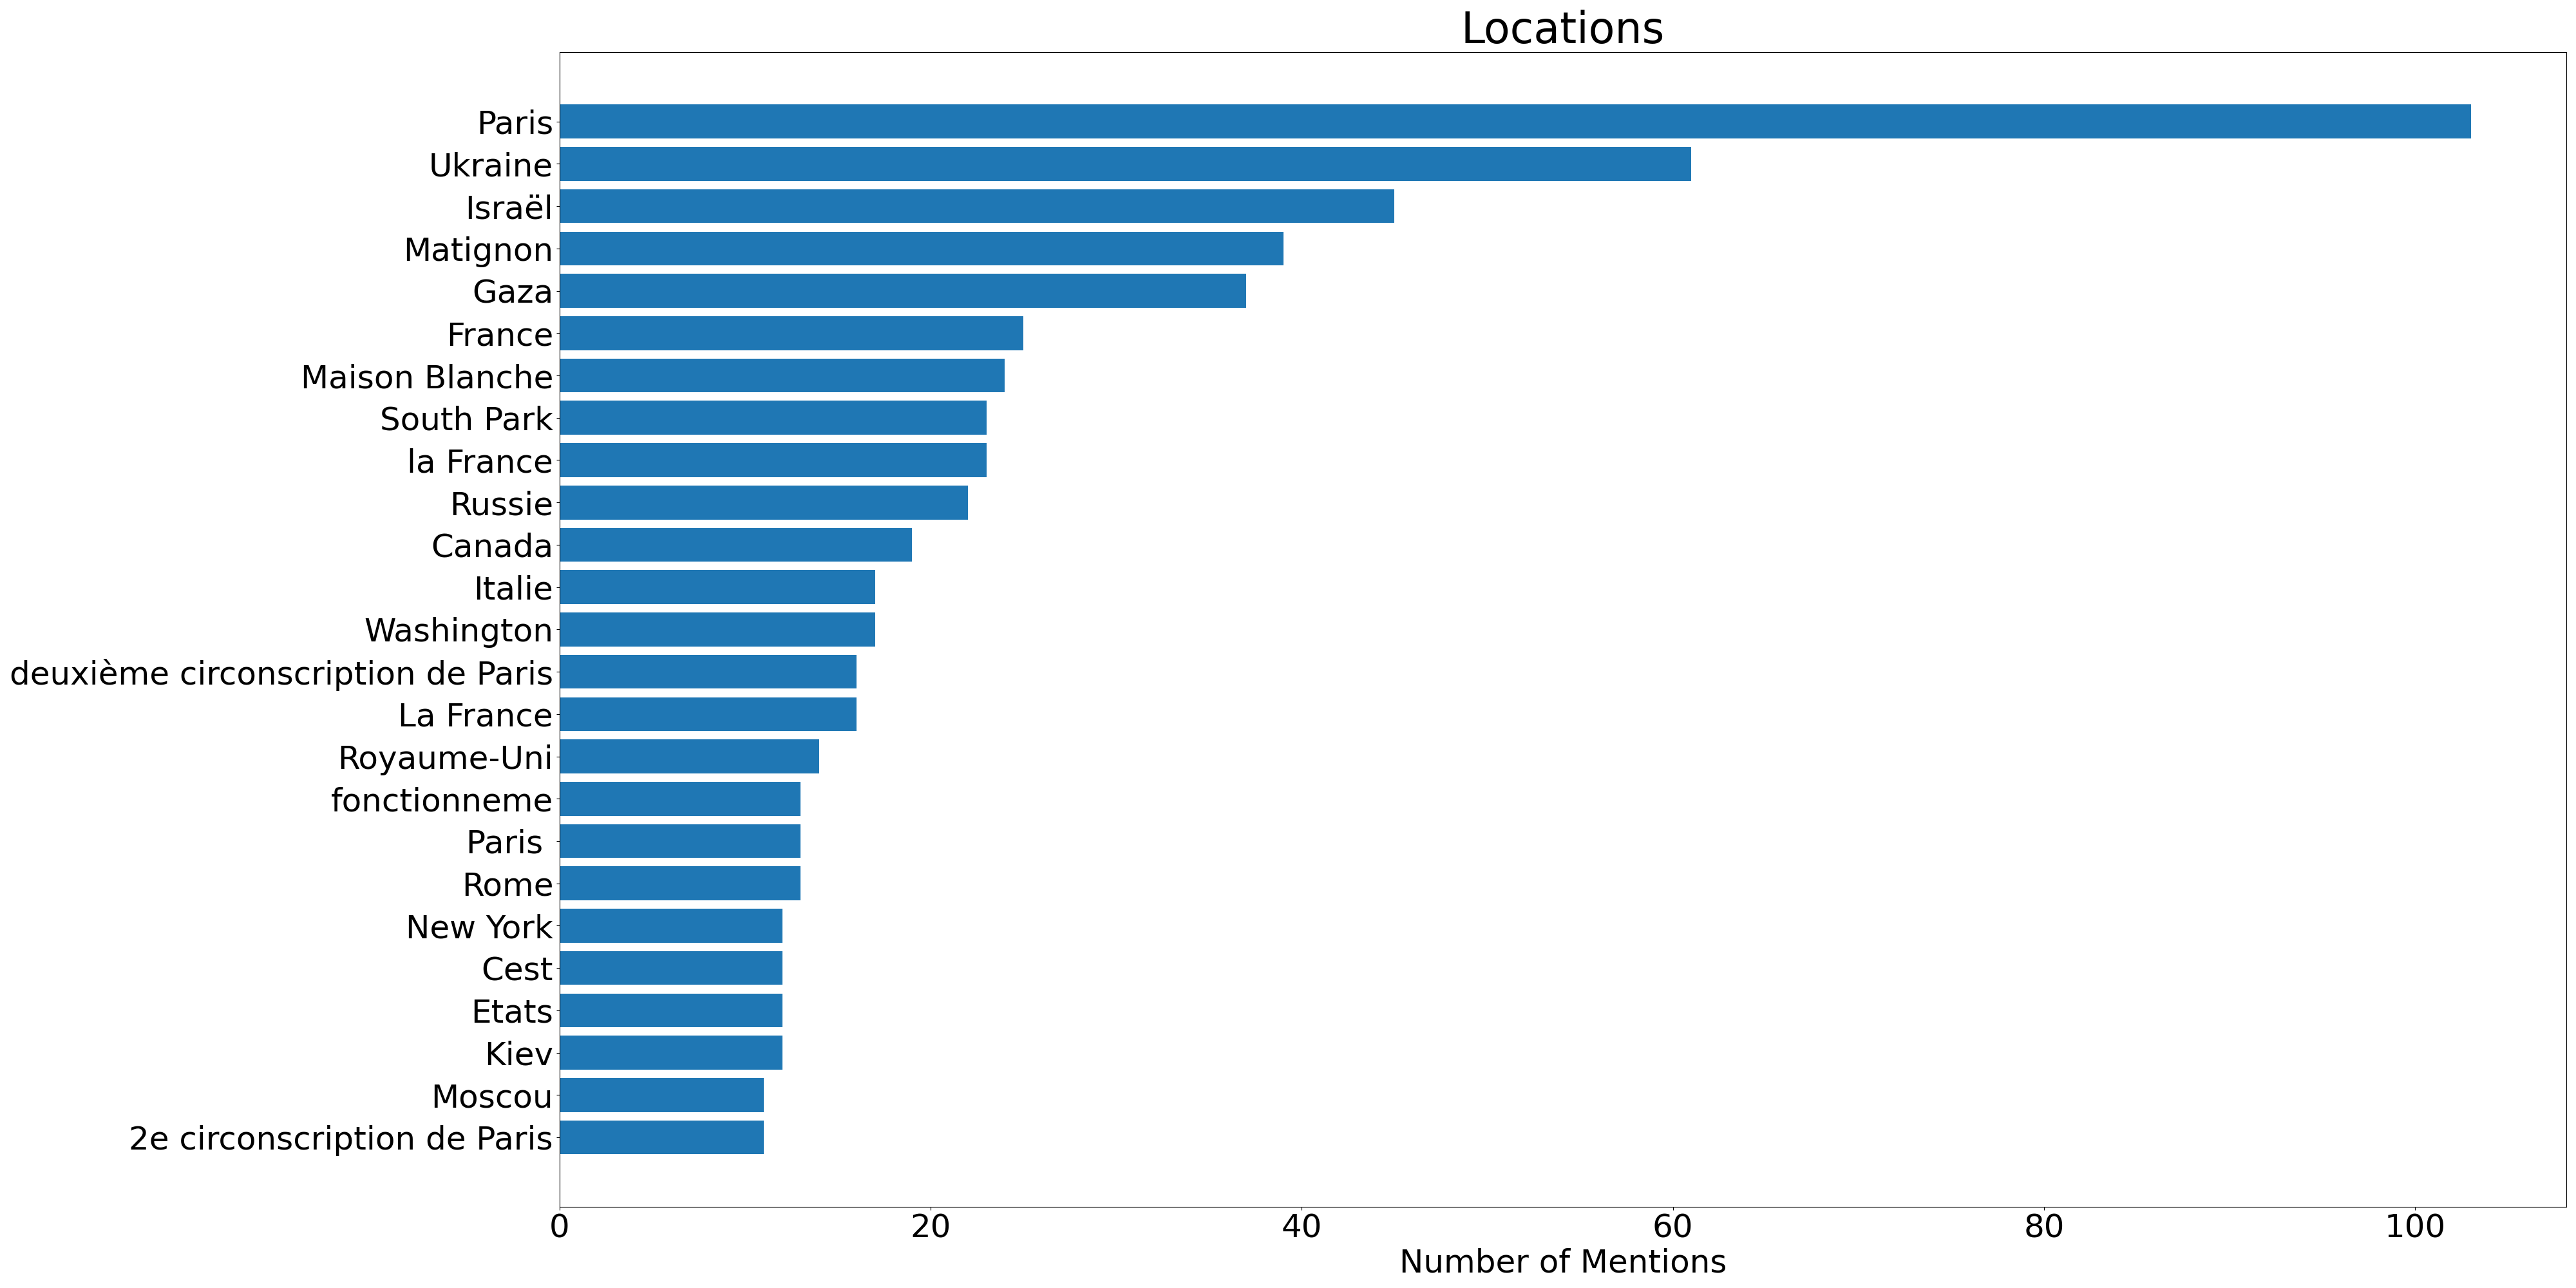 Locations
Paris
Ukraine
Israël
Matignon
Gaza
France
Maison Blanche
South Park
la France
Russie
Canada
Italie
Washington
deuxième circonscription de Paris
La France
Royaume-Uni
fonctionneme
Paris
Rome
New York
Cest
Etats
Kiev
Moscou
2e circonscription de Paris
0 20 40 60 80 100
Number of Mentions